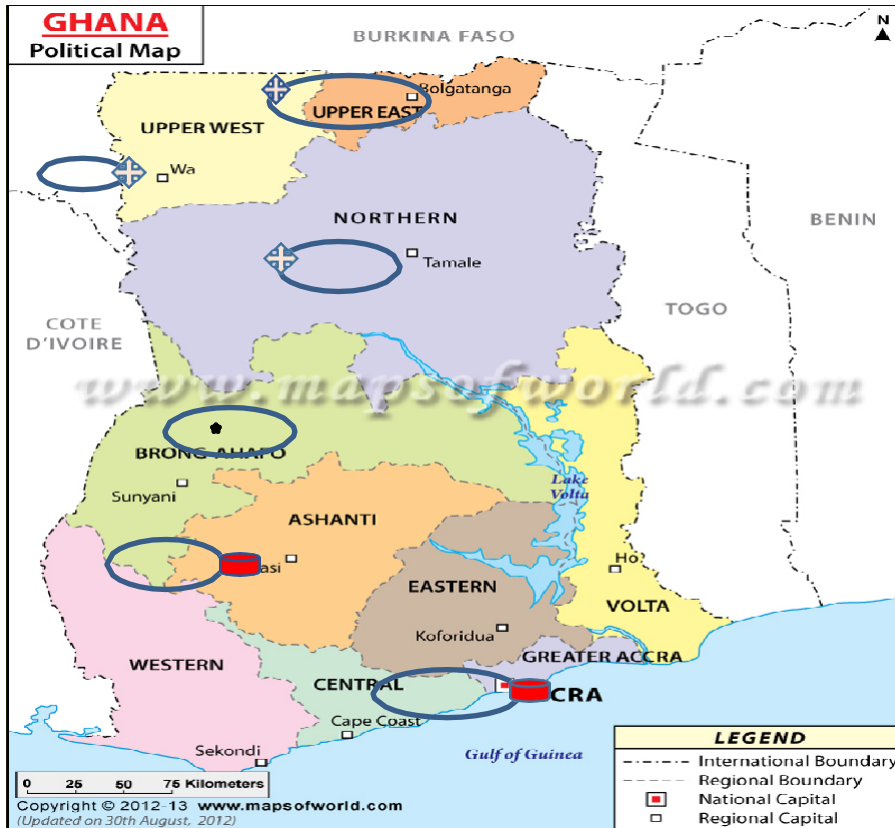 GHANA
Political Map
N
BURKINA FASO
Bolgatanga
UPPER EAST
UPPER WEST
Wa
NORTHERN
BENIN
Tamale
TOGO
COTE
D'IVOIRE
www.mapsofworld.com
BRONG-AHAFO
Sunyani
Lake
Volta
ASHANTI
asi
Ho
EASTERN
VOLTA
Koforidua
WESTERN
GREATER ACCRA
CENTRAL
CRA
Cape Coast
Sekondi
Gulf of Guinea
LEGEND
International Boundary
Regional Boundary
National Capital
Regional Capital
0 25 50 75 Kilometers
Copyright © 2012-13 www.mapsofworld.com
(Updated on 30th August, 2012)